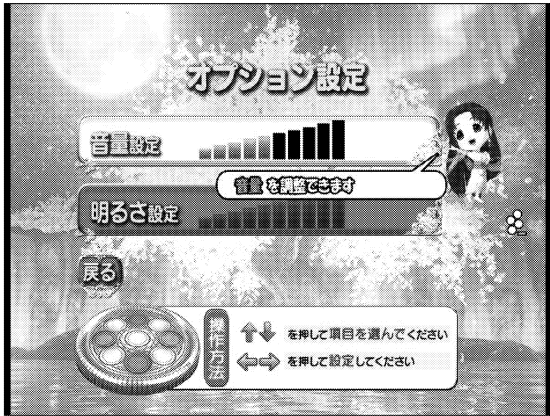 オプション設定
音量設定
音量 を調整できます
明るさ設定
戻る
操作方法
を押して項目を選んでください
を押して設定してください